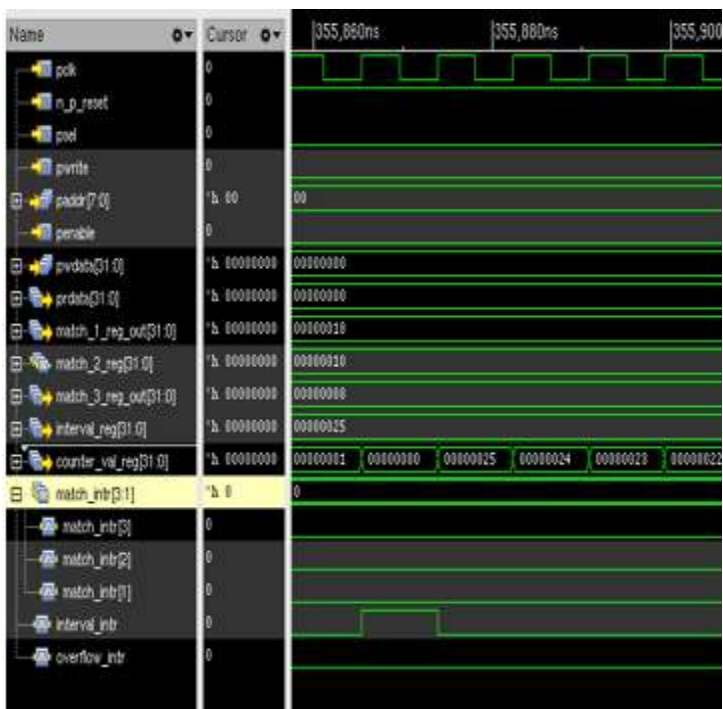 Name Cursor 355,860ns 355,880ns 355,900
pclk 0
n_p_reset 0
psel 0
pwrite 0
paddr[7:0] 'h 00 00
penable 0
pwdata[31:0] 'h 00000000 00000000
prdata[31:0] 'h 00000000 00000000
match_1_reg_out[31:0] 'h 00000000 00000010
match_2_reg[31:0] 'h 00000000 00000010
match_3_reg_out[31:0] 'h 00000000 00000008
interval_reg[31:0] 'h 00000000 00000025
counter_val_reg[31:0] 'h 00000000 00000001 00000000 00000025 00000024 00000023 00000022
match_intr[3:1] 'h 0 0
match_intr[3] 0
match_intr[2] 0
match_intr[1] 0
interval_intr 0
overflow_intr 0